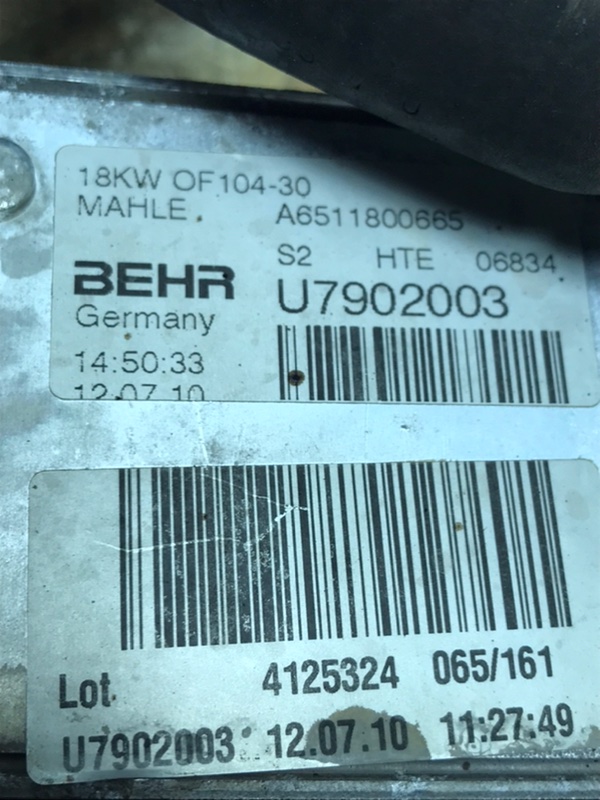 18KW OF104-30
MAHLE. A6511800665
S2 HTE 06834
BEHR U7902003
Germany
14:50:33
12.07.10
Lot 4125324 065/161
U7902003 12.07.10 11:27:49